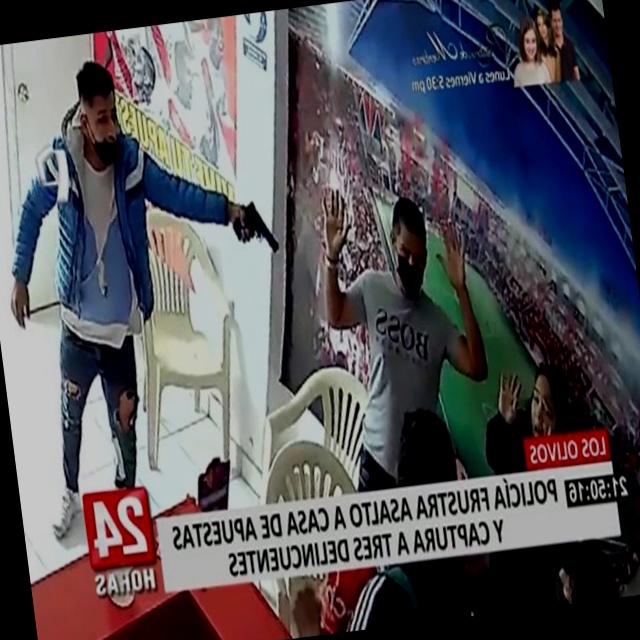 Lunes a Viernes 5:30 pm
BOSS
LOS OLIVOS
21:50:16
POLICÍA FRUSTRA ASALTO A CASA DE APUESTAS
Y CAPTURA A TRES DELINCUENTES
24
HORAS